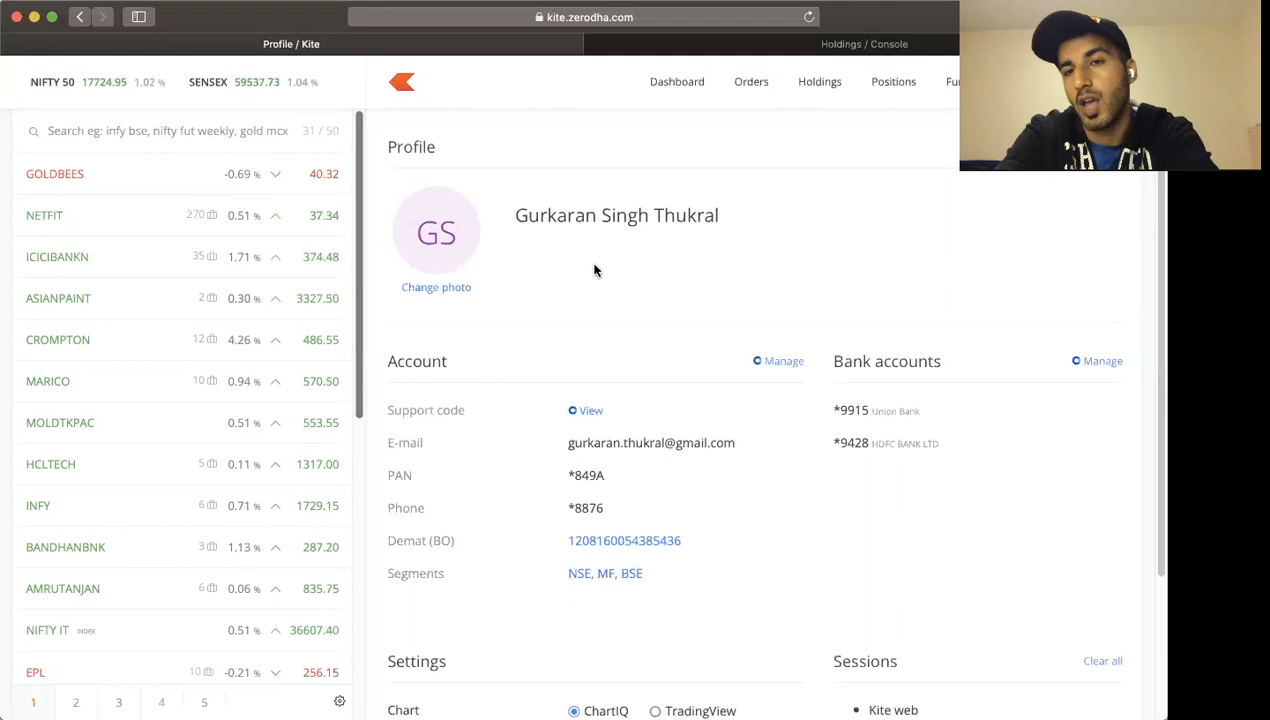 kite.zerodha.com
Profile / Kite
Holdings / Console
NIFTY 50 17724.95 1.02 % SENSEX 59537.73 1.04 %
Dashboard Orders Holdings Positions Fu
Search eg: infy bse, nifty fut weekly, gold mcx 31 / 50
GOLDBEES -0.69 % 40.32
NETFIT 270 0.51 % 37.34
ICICIBANKN 35 1.71 % 374.48
ASIANPAINT 2 0.30 % 3327.50
CROMPTON 12 4.26 % 486.55
MARICO 10 0.94 % 570.50
MOLDTKPAC 0.51 % 553.55
HCLTECH 5 0.11 % 1317.00
INFY 6 0.71 % 1729.15
BANDHANBNK 3 1.13 % 287.20
AMRUTANJAN 6 0.06 % 835.75
NIFTY IT INDEX 0.51 % 36607.40
EPL 10 -0.21 % 256.15
1 2 3 4 5
Profile
GS
Gurkaran Singh Thukral
Change photo
Account Manage
Support code View
E-mail gurkaran.thukral@gmail.com
PAN *849A
Phone *8876
Demat (BO) 1208160054385436
Segments NSE, MF, BSE
Bank accounts Manage
*9915 Union Bank
*9428 HDFC BANK LTD
Settings
Chart ChartIQ TradingView
Sessions Clear all
Kite web